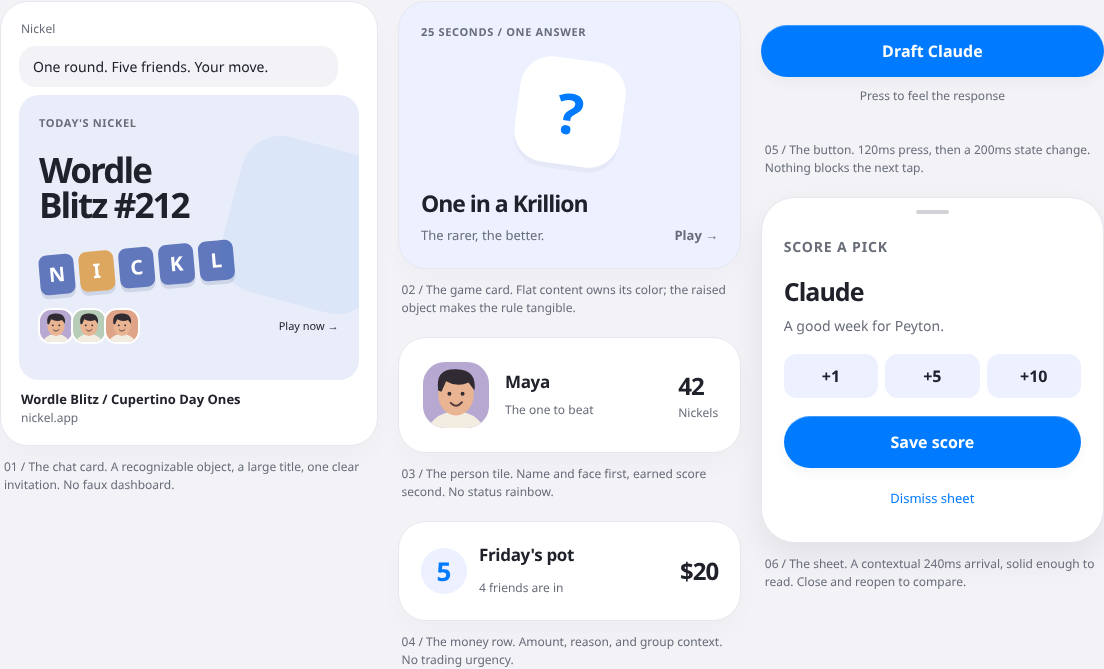 Nickel
One round. Five friends. Your move.
TODAY'S NICKEL
Wordle
Blitz #212
N I C K L
Play now →
Wordle Blitz / Cupertino Day Ones
nickel.app
01 / The chat card. A recognizable object, a large title, one clear
invitation. No faux dashboard.
25 SECONDS / ONE ANSWER
?
One in a Krillion
The rarer, the better.
Play →
02 / The game card. Flat content owns its color; the raised
object makes the rule tangible.
Maya
The one to beat
42
Nickels
03 / The person tile. Name and face first, earned score
second. No status rainbow.
5
Friday's pot
4 friends are in
$20
04 / The money row. Amount, reason, and group context.
No trading urgency.
Draft Claude
Press to feel the response
05 / The button. 120ms press, then a 200ms state change.
Nothing blocks the next tap.
SCORE A PICK
Claude
A good week for Peyton.
+1
+5
+10
Save score
Dismiss sheet
06 / The sheet. A contextual 240ms arrival, solid enough to
read. Close and reopen to compare.